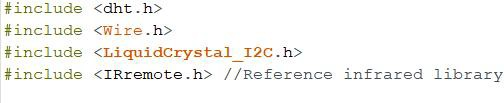 #include <dht.h>
#include <Wire.h>
#include <LiquidCrystal_I2C.h>
#include <IRremote.h> //Reference infrared library